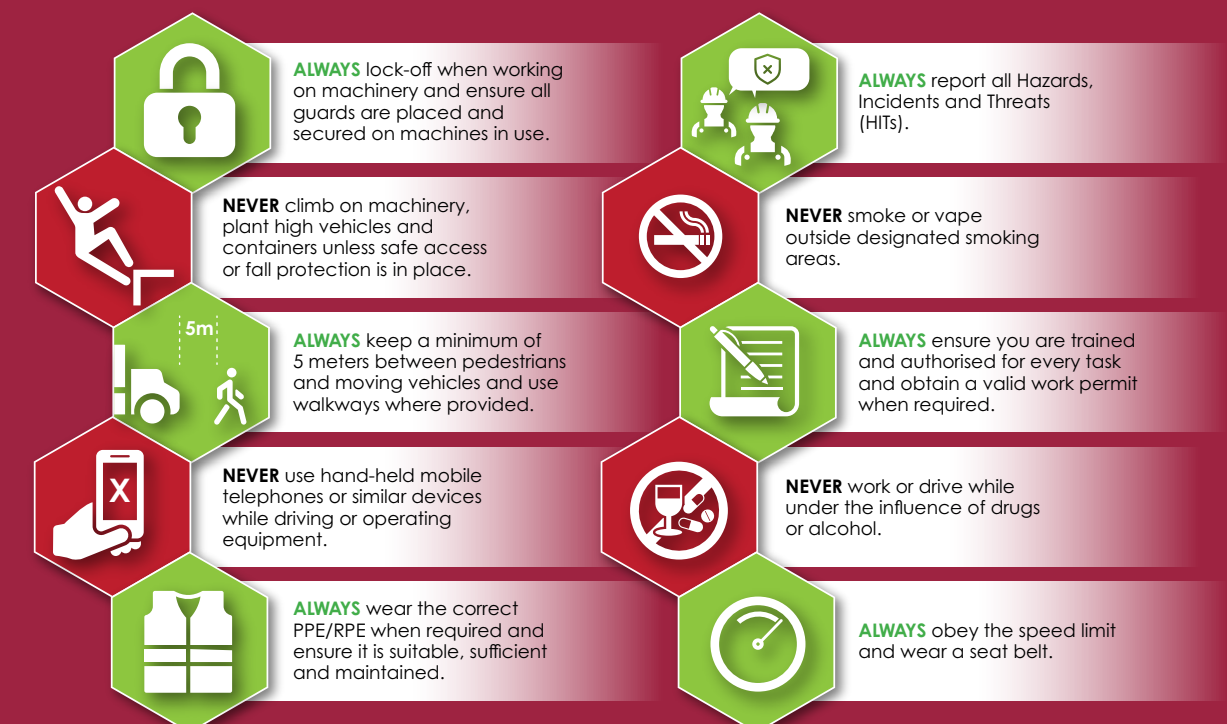 ALWAYS lock-off when working
on machinery and ensure all
guards are placed and
secured on machines in use.
NEVER climb on machinery,
plant high vehicles and
containers unless safe access
or fall protection is in place.
5m
ALWAYS keep a minimum of
5 meters between pedestrians
and moving vehicles and use
walkways where provided.
X
NEVER use hand-held mobile
telephones or similar devices
while driving or operating
equipment.
ALWAYS wear the correct
PPE/RPE when required and
ensure it is suitable, sufficient
and maintained.
ALWAYS report all Hazards,
Incidents and Threats
(HITs).
NEVER smoke or vape
outside designated smoking
areas.
ALWAYS ensure you are trained
and authorised for every task
and obtain a valid work permit
when required.
NEVER work or drive while
under the influence of drugs
or alcohol.
ALWAYS obey the speed limit
and wear a seat belt.